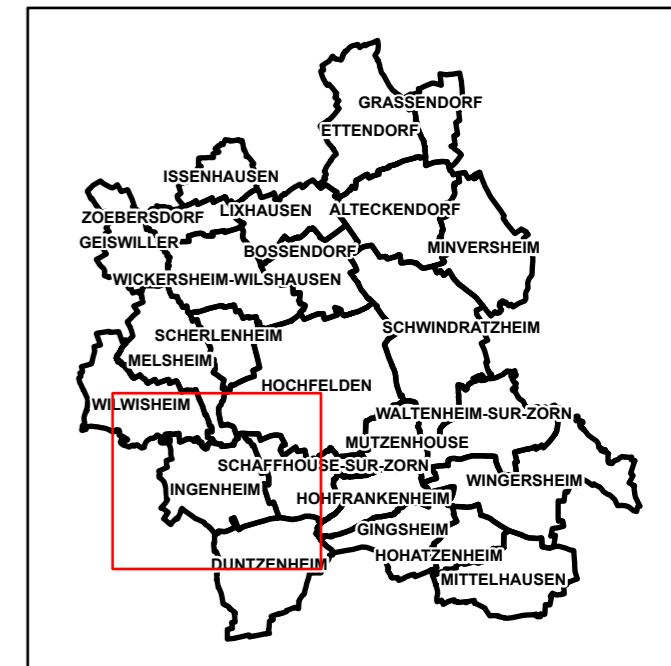 GRASSENDORF
ETTENDORF
ISSENHAUSEN
ZOEBERSDORF
LIXHAUSEN
ALTECKENDORF
GEISWILLER
BOSSENDORF
MINVERSHEIM
WICKERSHEIM-WILSHAUSEN
SCHERLENHEIM
SCHWINDRATZHEIM
MELSHEIM
HOCHFELDEN
WILWISHEIM
WALTENHEIM-SUR-ZORN
MUTZENHOUSE
SCHAFFHOUSE-SUR-ZORN
INGENHEIM
WINGERSHEIM
HOHFRANKENHEIM
GINGSHEIM
HOHATZENHEIM
DUNTZENHEIM
MITTELHAUSEN